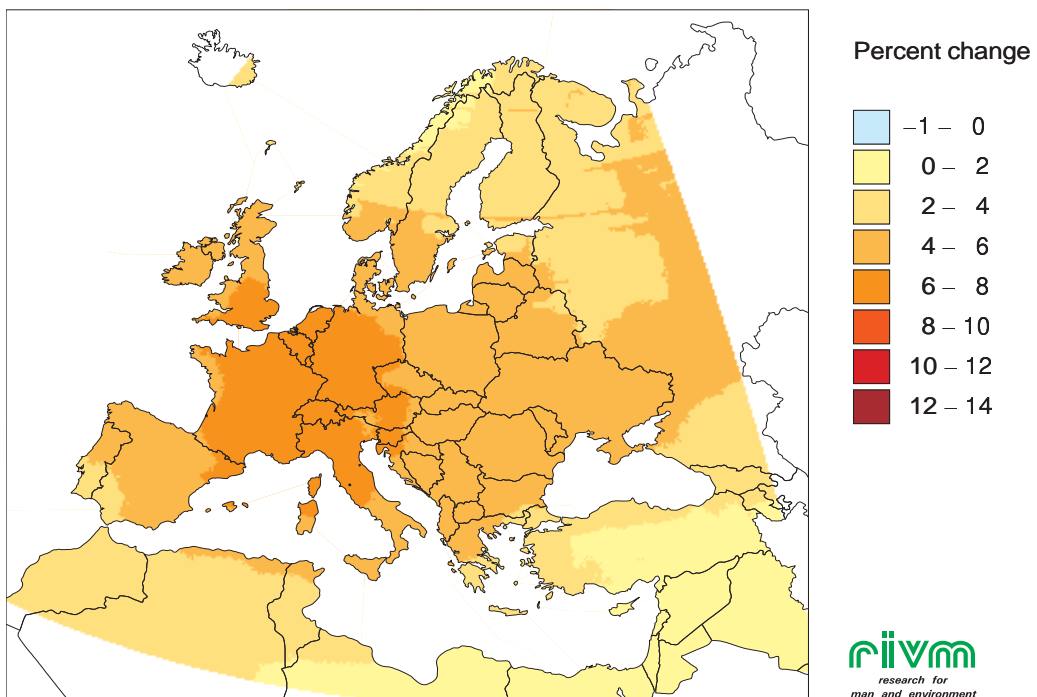 Percent change
–1 – 0
0 – 2
2 – 4
4 – 6
6 – 8
8 – 10
10 – 12
12 – 14
rivm
research for
man and environment